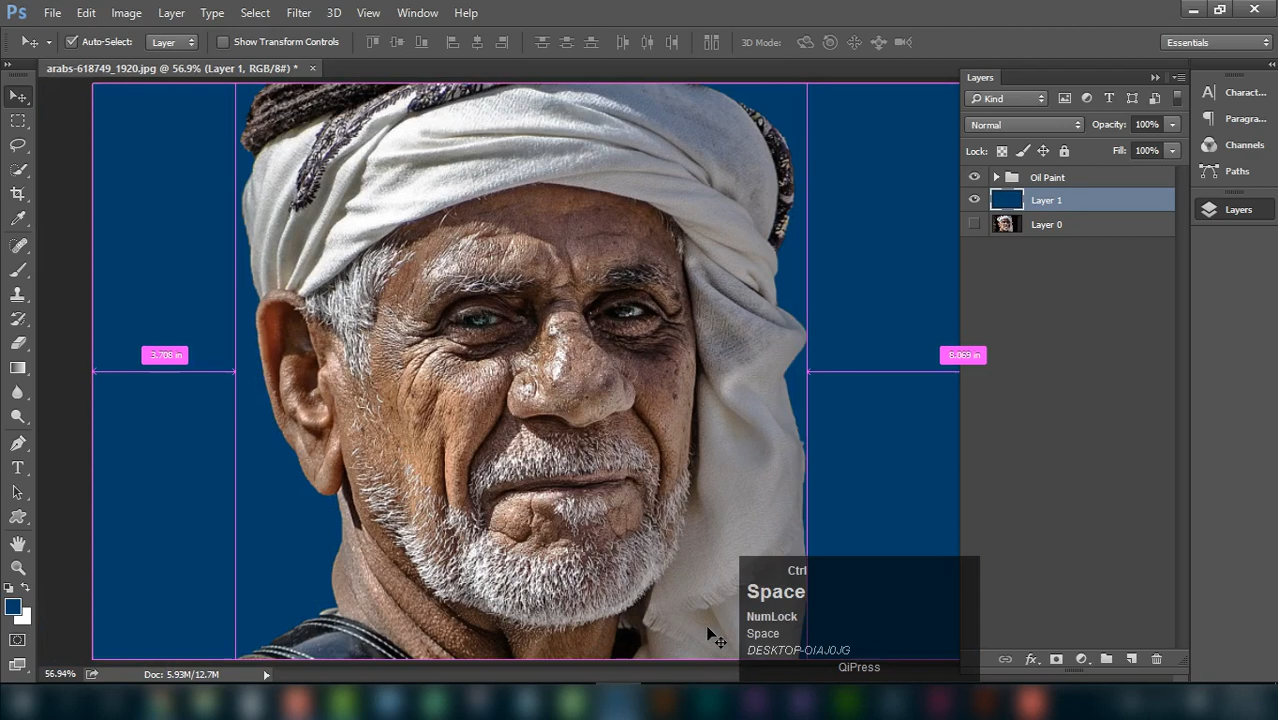 Ps File Edit Image Layer Type Select Filter 3D View Window Help
Auto-Select: Layer Show Transform Controls 3D Mode: Essentials
arabs-618749_1920.jpg @ 56.9% (Layer 1, RGB/8#) *
Layers
Kind
Normal Opacity: 100%
Lock: Fill: 100%
Oil Paint
Layer 1
Layer 0
Charact...
Paragra...
Channels
Paths
Layers
3.708 in
8.069 in
Ctrl
Space
NumLock
Space
DESKTOP-OIAJ0JG
QiPress
56.94% Doc: 5.93M/12.7M